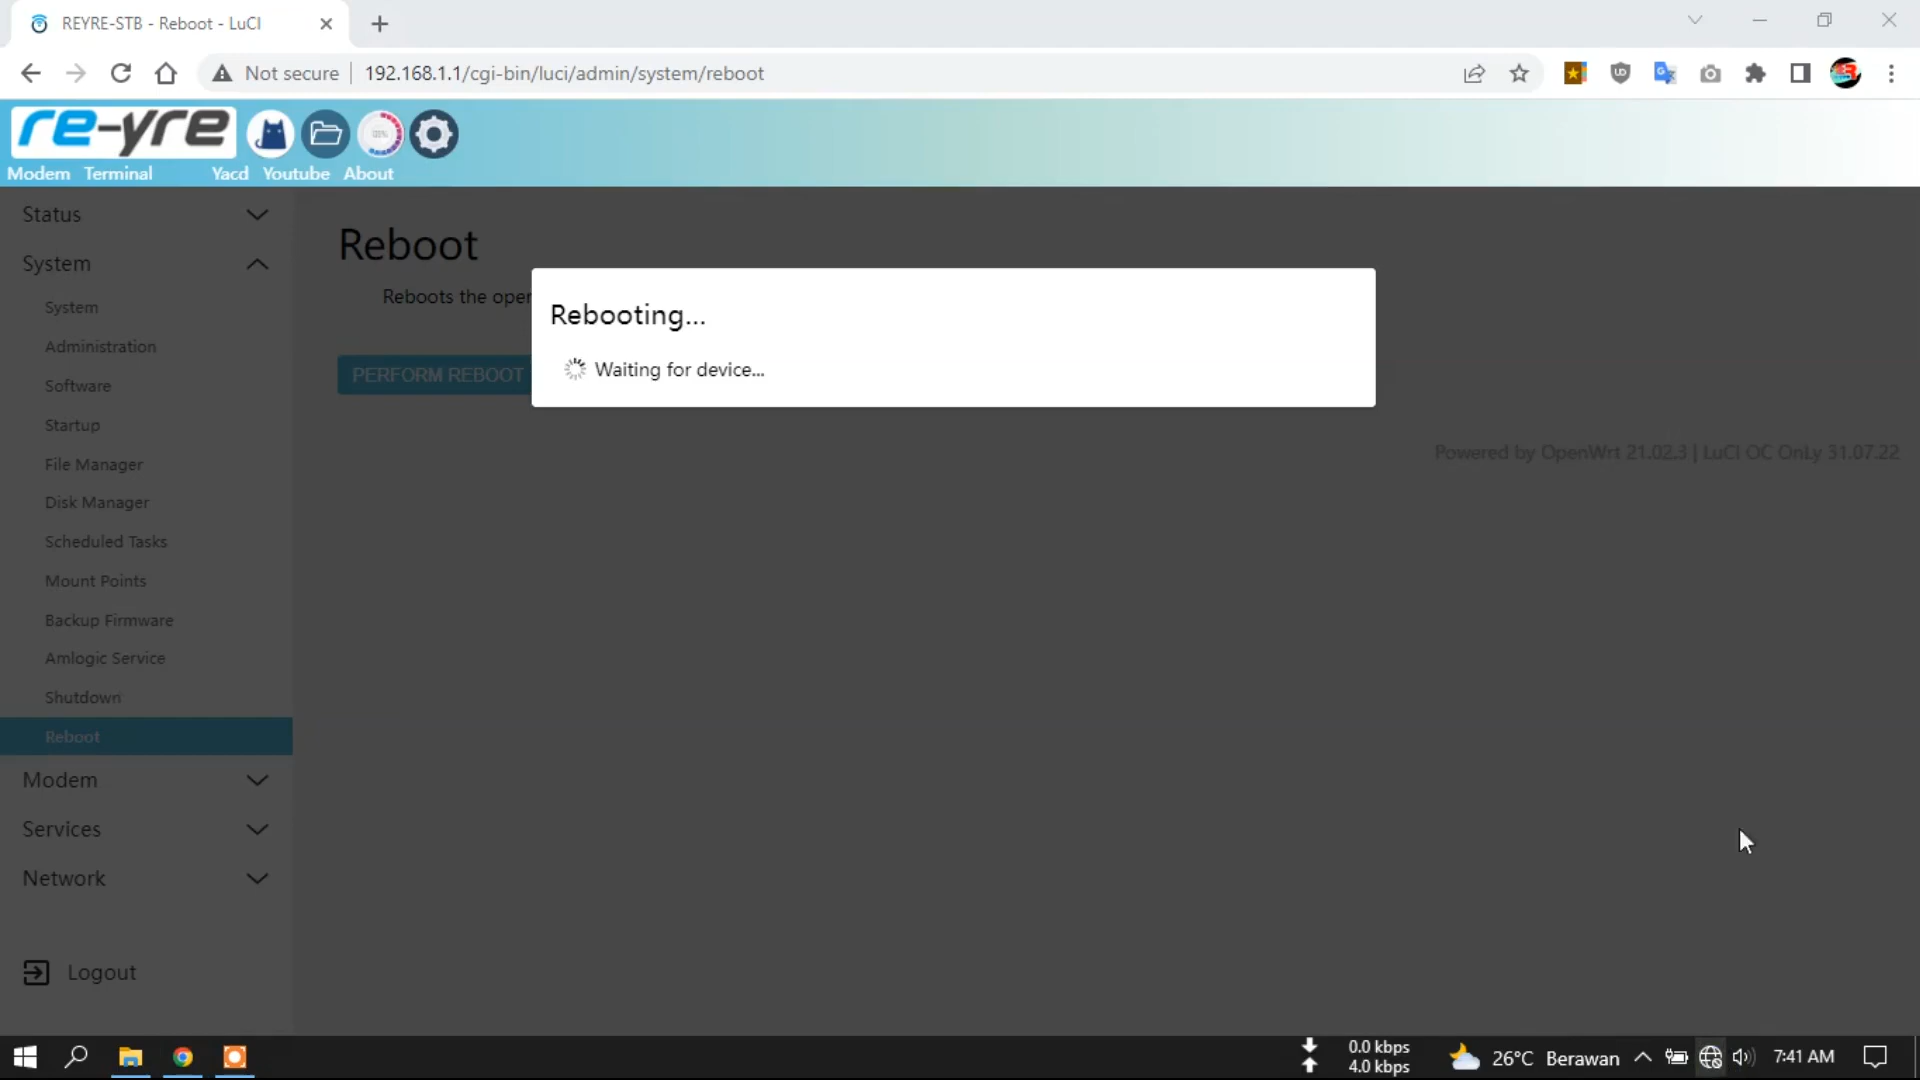 REYRE-STB - Reboot - LuCI
Not secure
192.168.1.1/cgi-bin/luci/admin/system/reboot
re-yre
Modem Terminal Yacd Youtube About
Status
System
System
Administration
Software
Startup
File Manager
Disk Manager
Scheduled Tasks
Mount Points
Backup Firmware
Amlogic Service
Shutdown
Reboot
Modem
Services
Network
Logout
Reboot
Reboots the oper
PERFORM REBOOT
Rebooting...
Waiting for device...
Powered by OpenWrt 21.02.3 | LuCI OC OnLy 31.07.22
0.0 kbps
4.0 kbps
26°C Berawan
7:41 AM